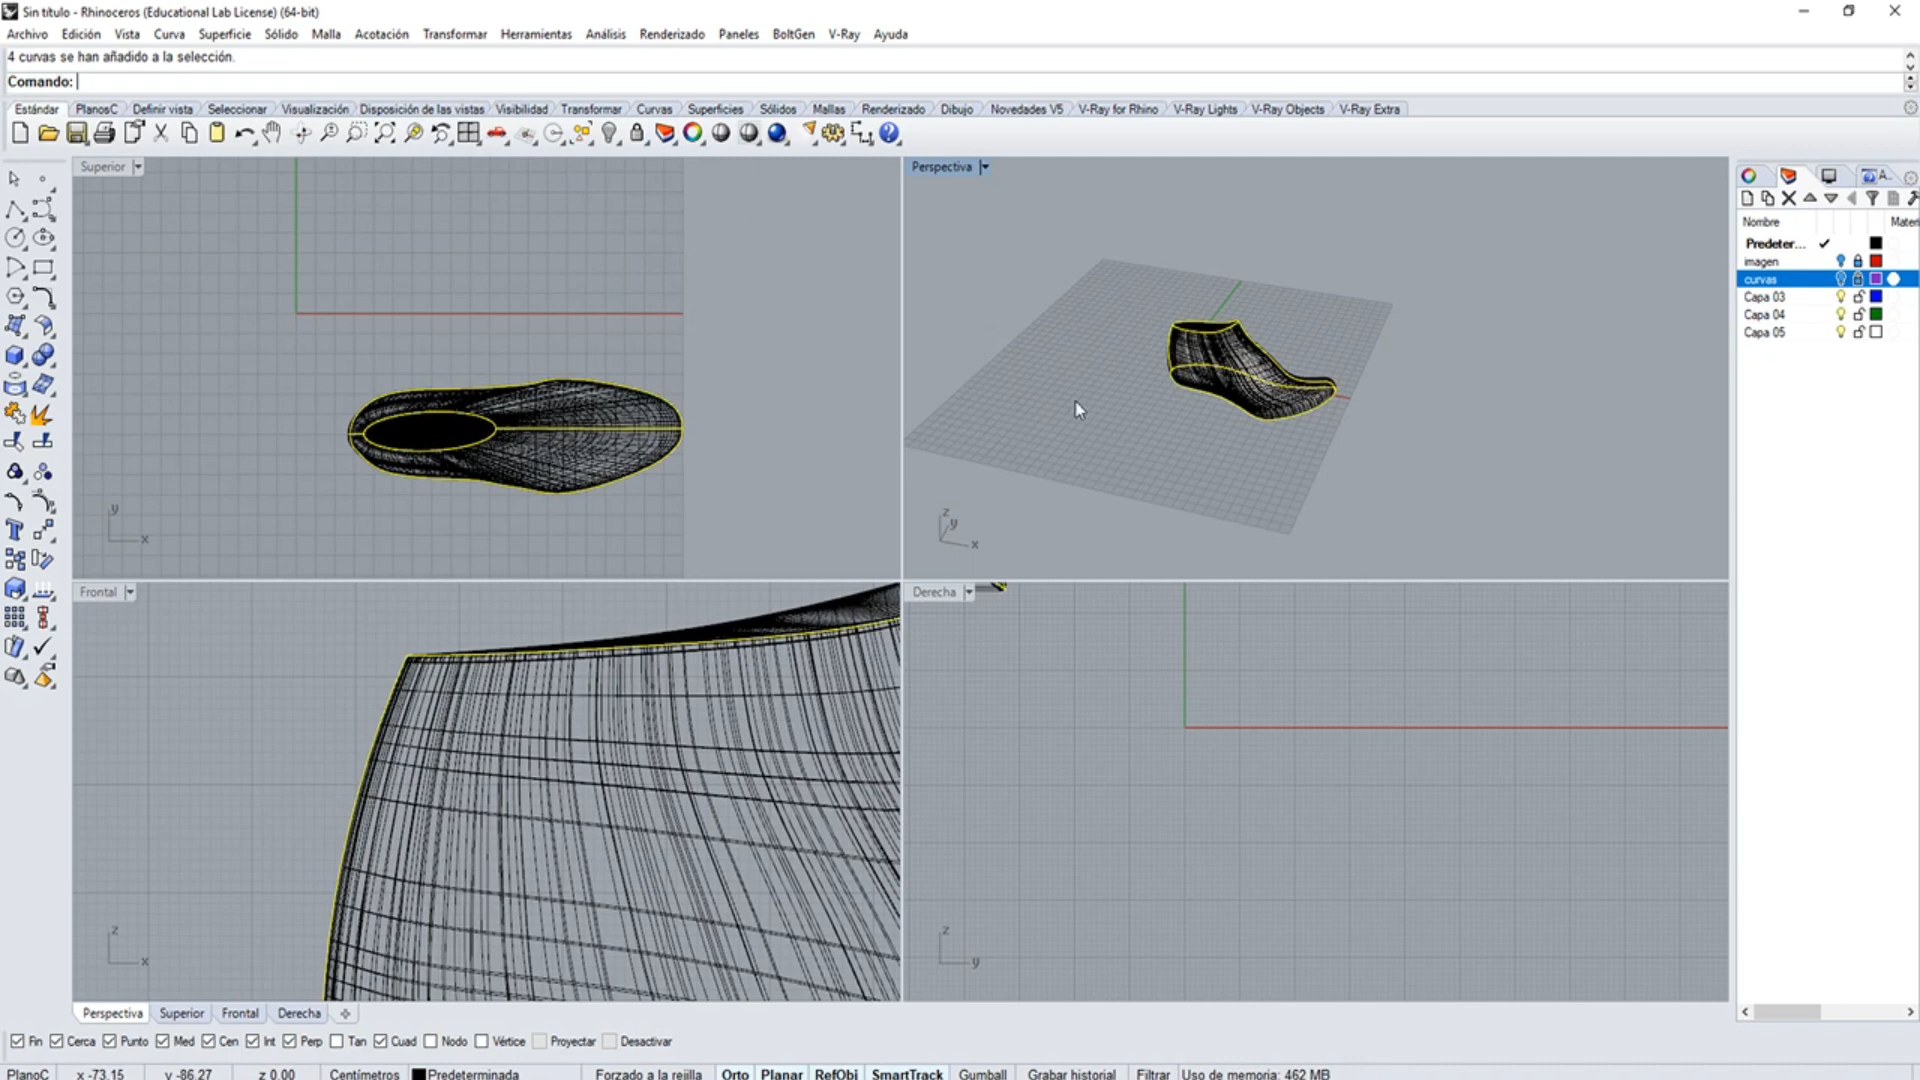 Sin título - Rhinoceros (Educational Lab License) (64-bit)
Archivo Edición Vista Curva Superficie Sólido Malla Acotación Transformar Herramientas Análisis Renderizado Paneles BoltGen V-Ray Ayuda
4 curvas se han añadido a la selección.
Comando:
Estándar PlanosC Definir vista Seleccionar Visualización Disposición de las vistas Visibilidad Transformar Curvas Superficies Sólidos Mallas Renderizado Dibujo Novedades V5 V-Ray for Rhino V-Ray Lights V-Ray Objects V-Ray Extra
Superior
Perspectiva
A...
Nombre Materi
Predeter...
imagen
curvas
Capa 03
Capa 04
Capa 05
y x
z y x
Frontal
Derecha
z x
z y
Perspectiva Superior Frontal Derecha
Fin Cerca Punto Med Cen Int Perp Tan Cuad Nodo Vértice Proyectar Desactivar
PlanoC x -73.15 y -86.27 z 0.00 Centímetros Predeterminada Forzado a la rejilla Orto Planar RefObj SmartTrack Gumball Grabar historial Filtrar Uso de memoria: 462 MB